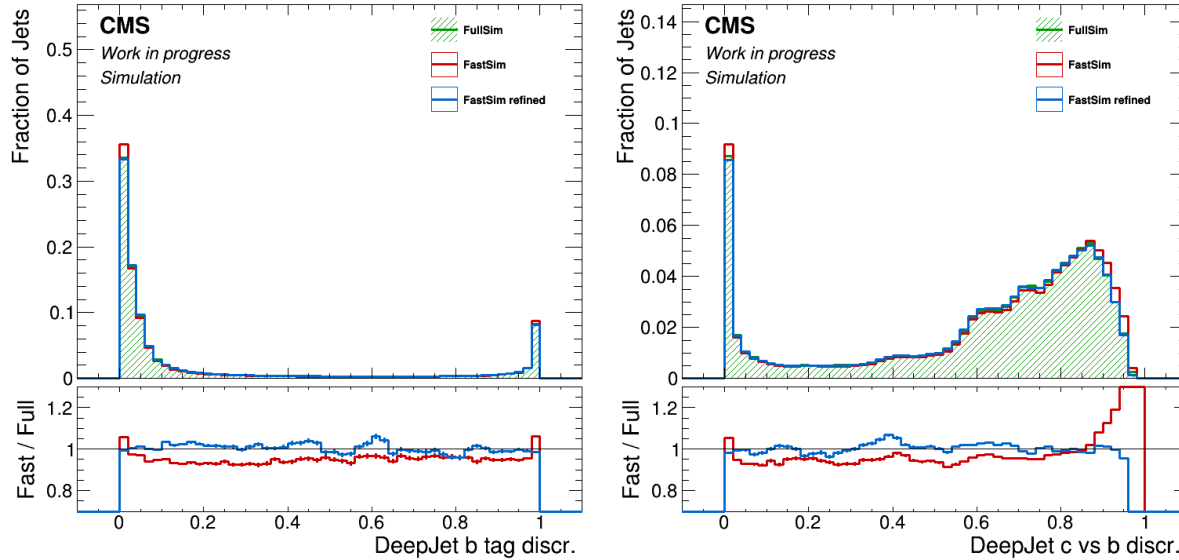 CMS
Work in progress
Simulation
FullSim
FastSim
FastSim refined
Fraction of Jets
0.5
0.4
0.3
0.2
0.1
0
Fast / Full
1.2
1
0.8
0 0.2 0.4 0.6 0.8 1
DeepJet b tag discr.
CMS
Work in progress
Simulation
FullSim
FastSim
FastSim refined
Fraction of Jets
0.14
0.12
0.1
0.08
0.06
0.04
0.02
0
Fast / Full
1.2
1
0.8
0 0.2 0.4 0.6 0.8 1
DeepJet c vs b discr.